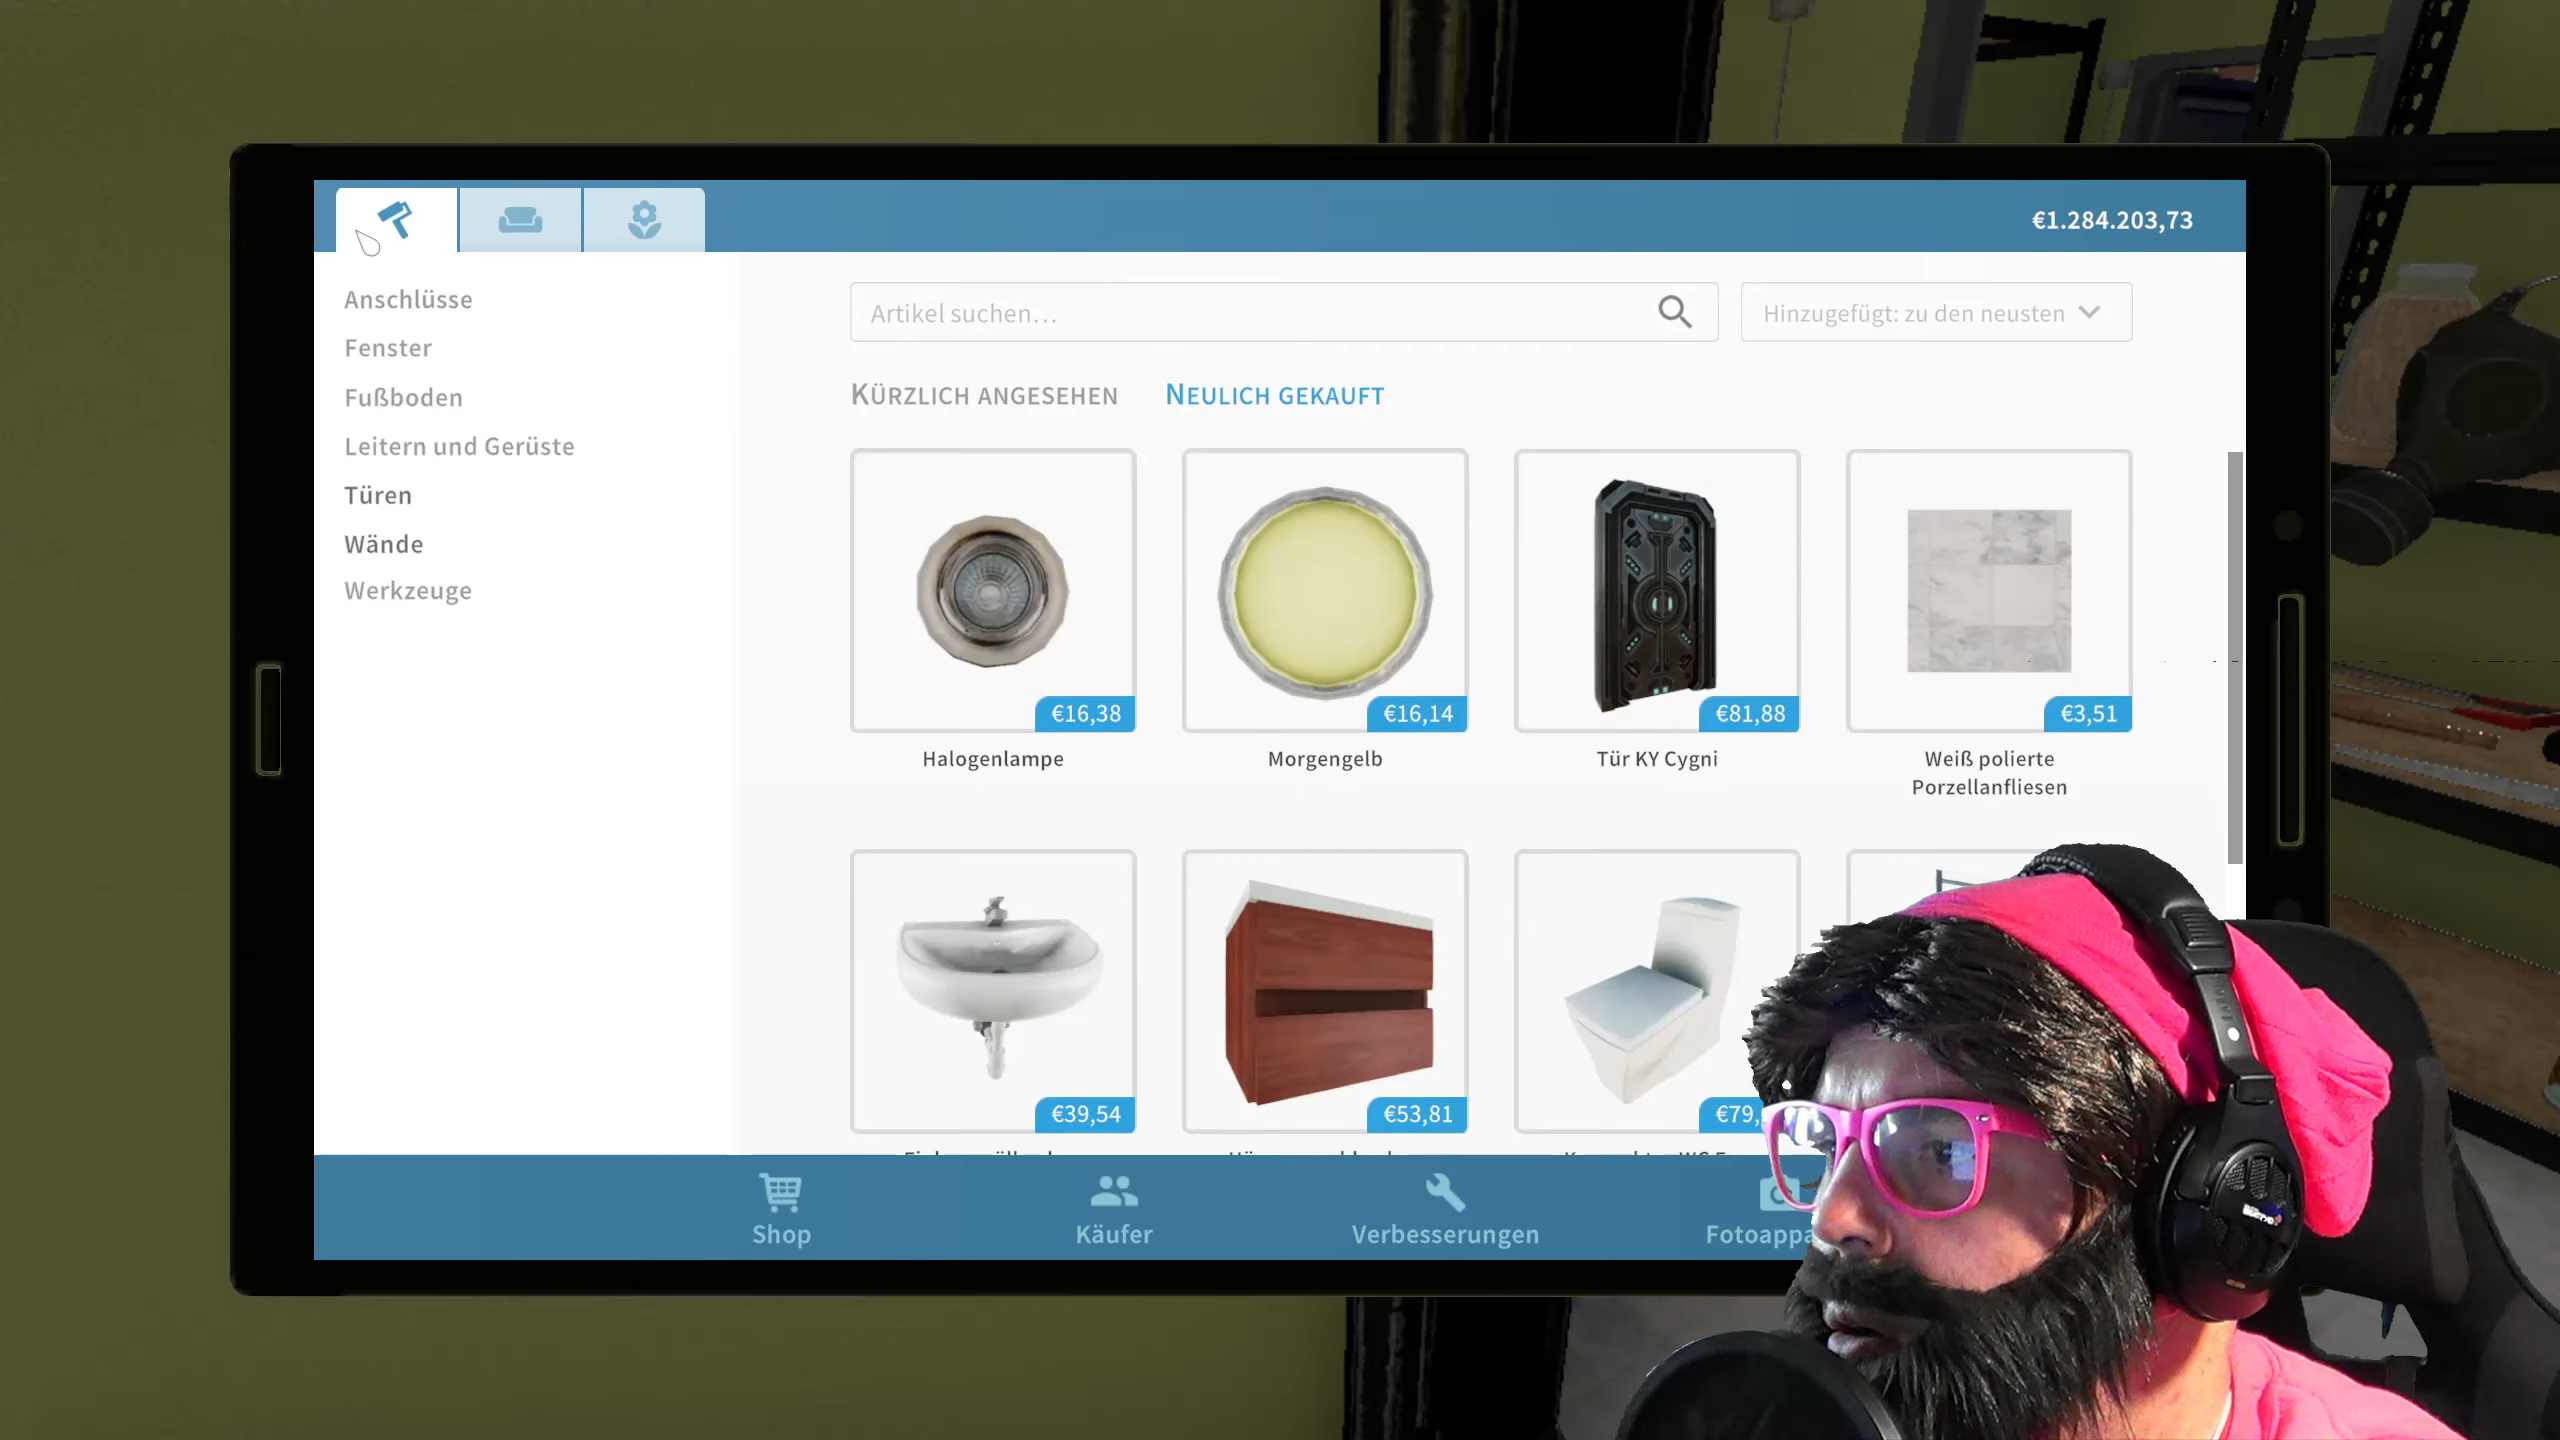 €1.284.203,73
Anschlüsse
Fenster
Fußboden
Leitern und Gerüste
Türen
Wände
Werkzeuge
Artikel suchen...
Hinzugefügt: zu den neusten
KÜRZLICH ANGESEHEN
NEULICH GEKAUFT
€16,38
€16,14
€81,88
€3,51
Halogenlampe
Morgengelb
Tür KY Cygni
Weiß polierte
Porzellanfliesen
€39,54
€53,81
€79,
Shop
Käufer
Verbesserungen